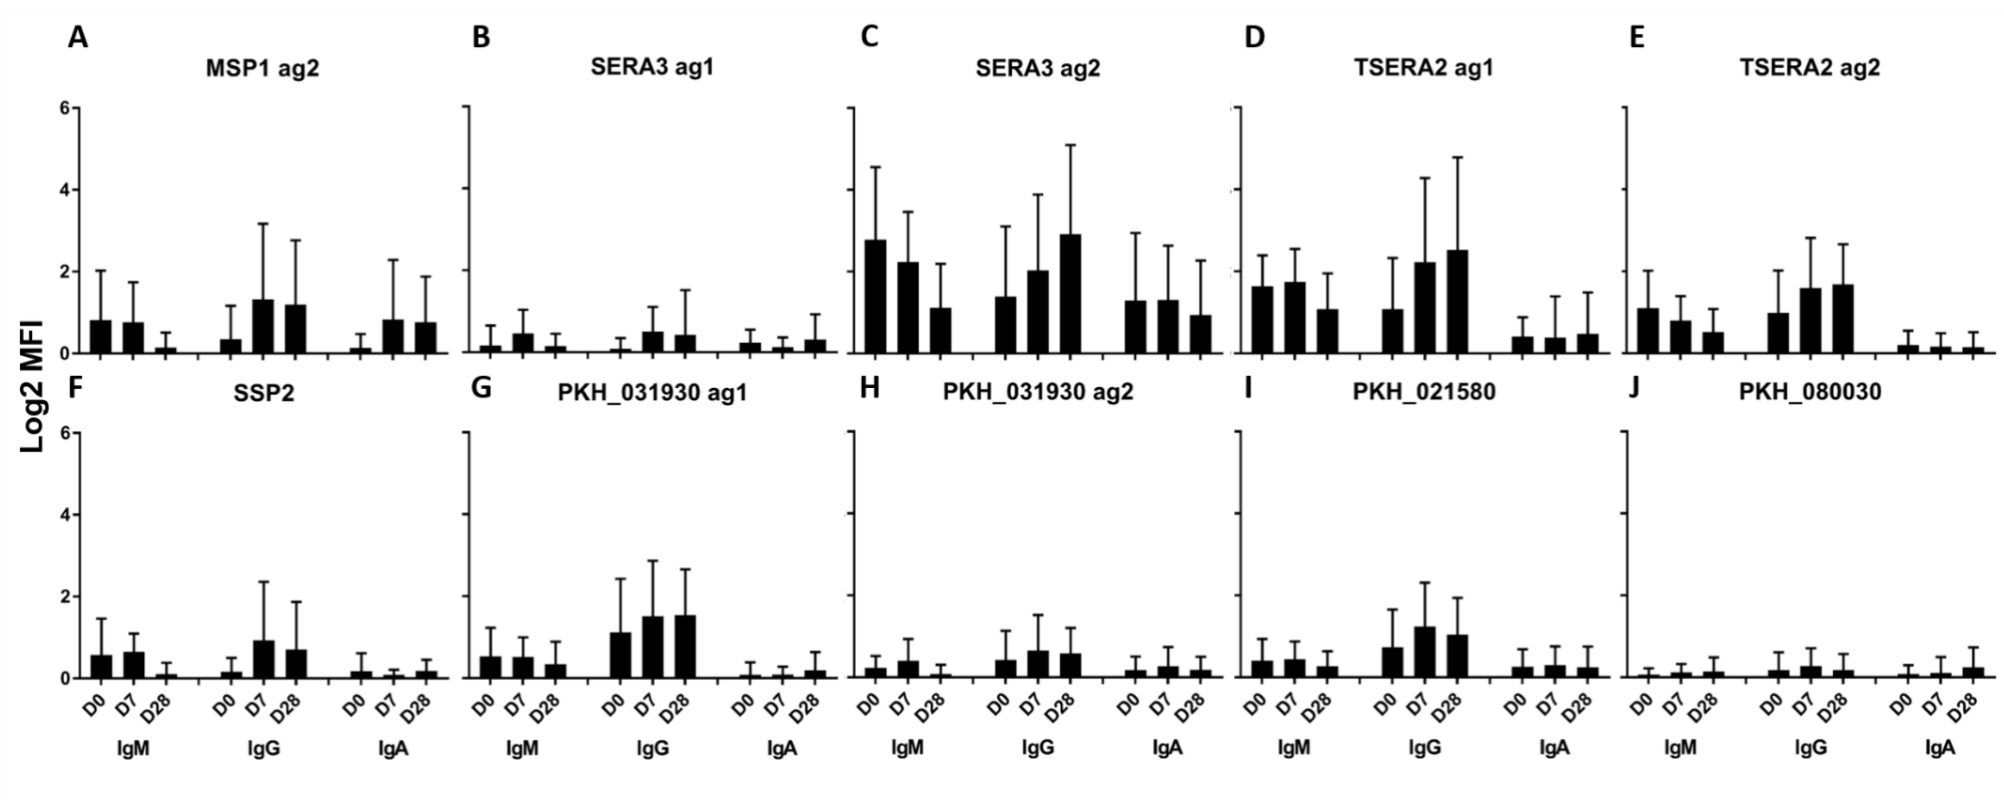 A
MSP1 ag2
B
SERA3 ag1
C
SERA3 ag2
D
TSERA2 ag1
E
TSERA2 ag2
6
4
2
0
Log2 MFI
F
SSP2
G
PKH_031930 ag1
H
PKH_031930 ag2
I
PKH_021580
J
PKH_080030
6
4
2
0
D0 D7 D28 D0 D7 D28 D0 D7 D28 D0 D7 D28 D0 D7 D28 D0 D7 D28 D0 D7 D28 D0 D7 D28 D0 D7 D28 D0 D7 D28 D0 D7 D28 D0 D7 D28 D0 D7 D28 D0 D7 D28 D0 D7 D28
IgM IgG IgA IgM IgG IgA IgM IgG IgA IgM IgG IgA IgM IgG IgA